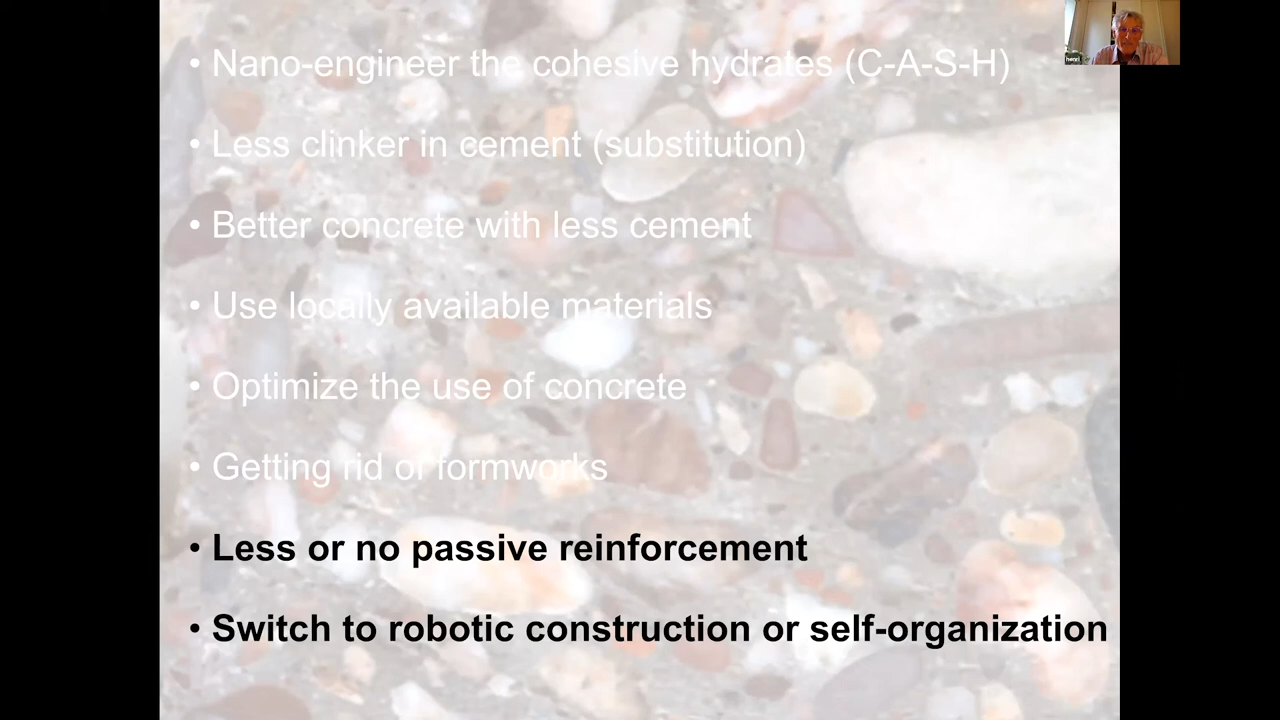 • Nano-engineer the cohesive hydrates (C-A-S-H)
• Less clinker in cement (substitution)
• Better concrete with less cement
• Use locally available materials
• Optimize the use of concrete
• Getting rid of formworks
• Less or no passive reinforcement
• Switch to robotic construction or self-organization
henri